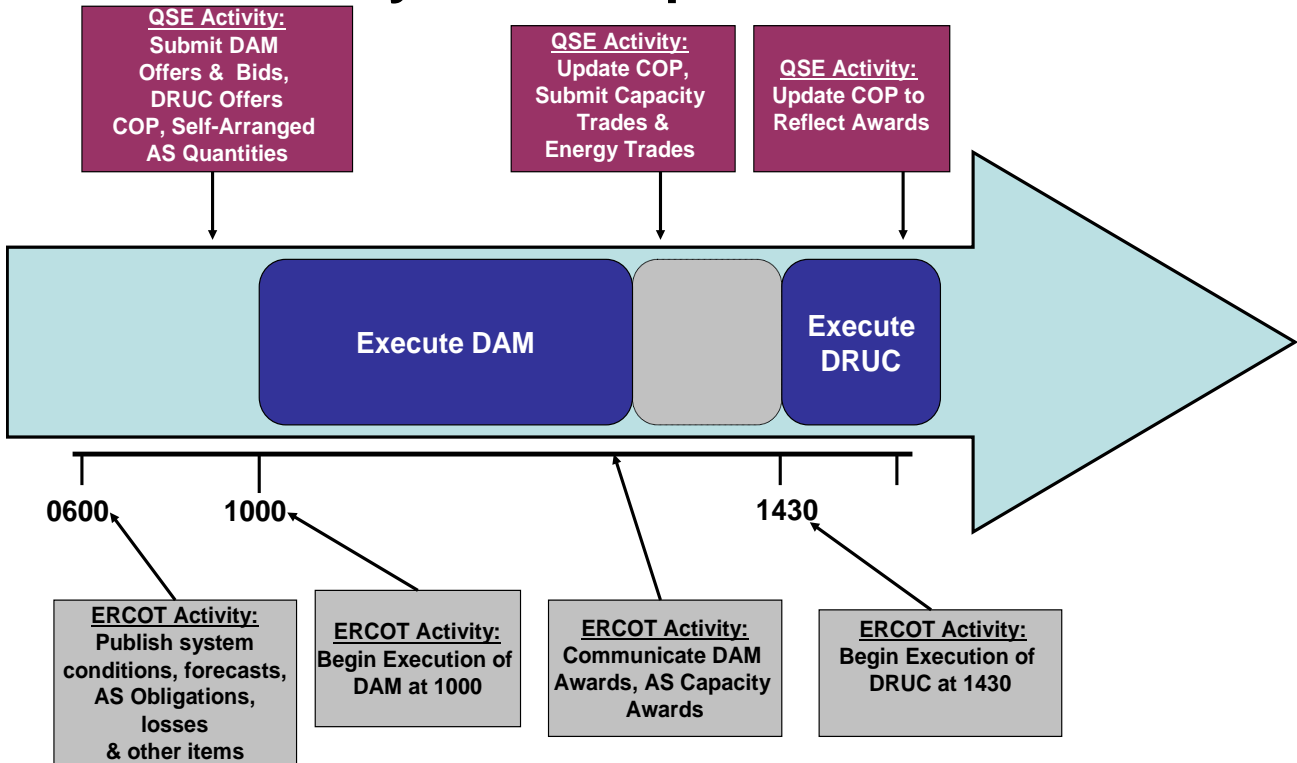 QSE Activity:
Submit DAM
Offers & Bids,
DRUC Offers
COP, Self-Arranged
AS Quantities
QSE Activity:
Update COP,
Submit Capacity
Trades &
Energy Trades
QSE Activity:
Update COP to
Reflect Awards
Execute DAM
Execute
DRUC
0600
1000
1430
ERCOT Activity:
Publish system
conditions, forecasts,
AS Obligations,
losses
& other items
ERCOT Activity:
Begin Execution of
DAM at 1000
ERCOT Activity:
Communicate DAM
Awards, AS Capacity
Awards
ERCOT Activity:
Begin Execution of
DRUC at 1430